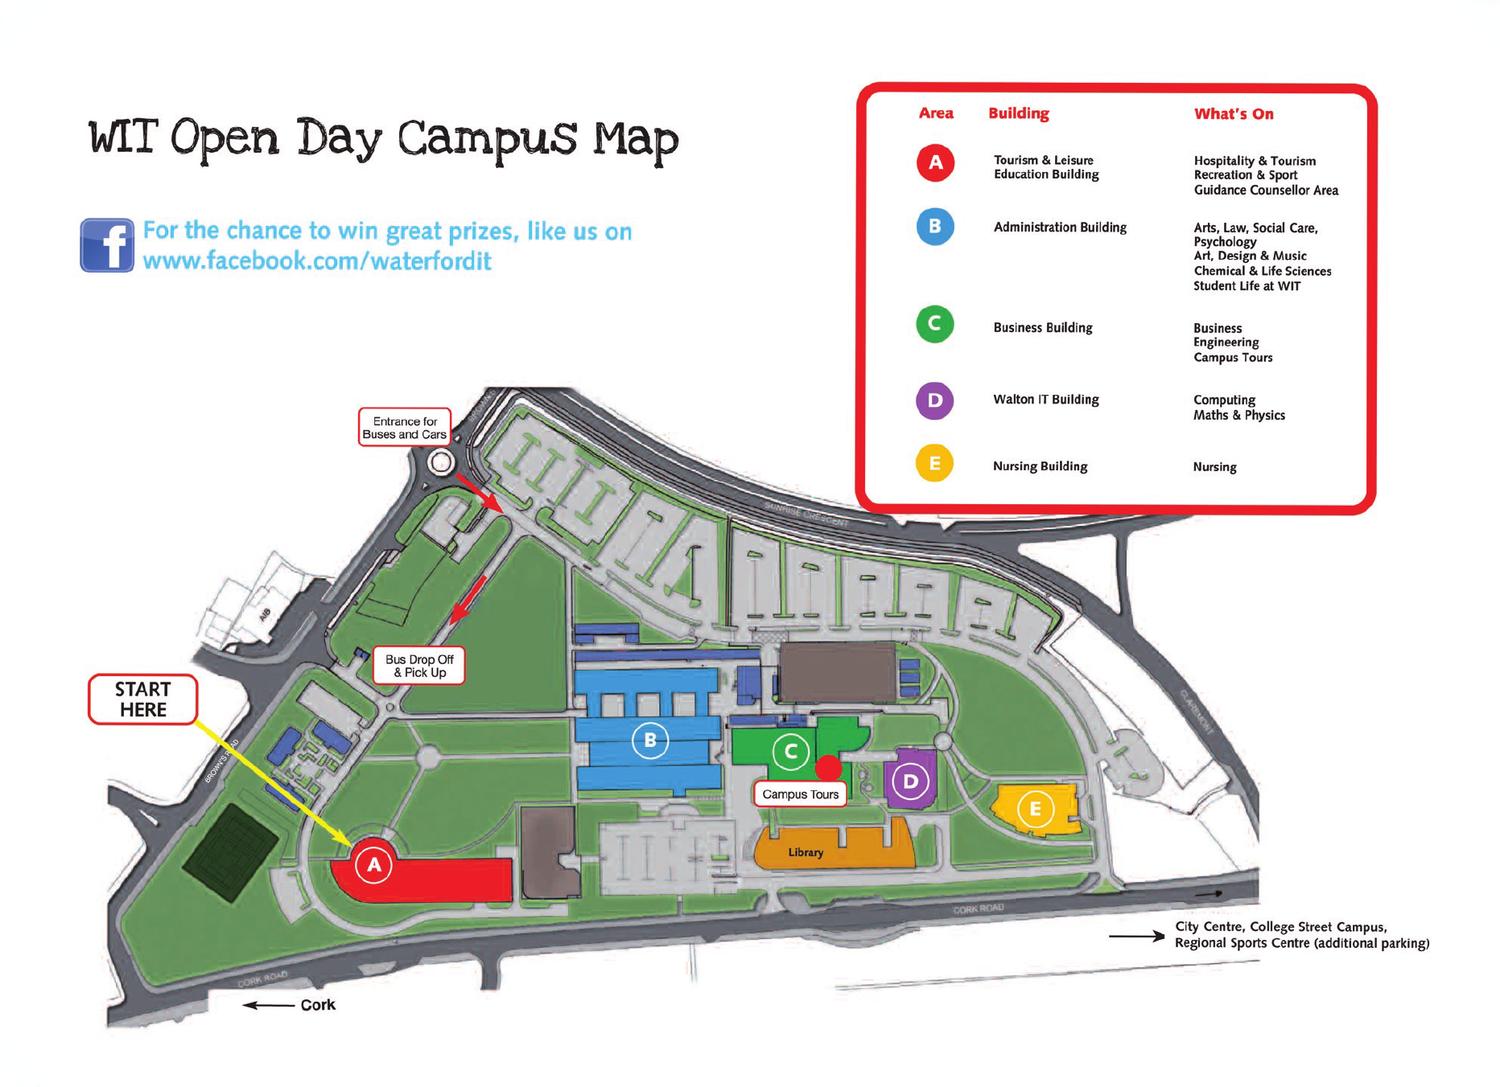 WIT Open Day Campus Map
f
For the chance to win great prizes, like us on
www.facebook.com/waterfordit
Area Building What's On
A Tourism & Leisure Education Building
Hospitality & Tourism
Recreation & Sport
Guidance Counsellor Area
B Administration Building
Arts, Law, Social Care,
Psychology
Art, Design & Music
Chemical & Life Sciences
Student Life at WIT
C Business Building
Business
Engineering
Campus Tours
D Walton IT Building
Computing
Maths & Physics
E Nursing Building
Nursing
Entrance for
Buses and Cars
SUNRISE CRESCENT
AIB
Bus Drop Off
& Pick Up
START
HERE
CLAREMONT
BROWN'S ROAD
B
C
D
E
Campus Tours
Library
A
CORK ROAD
City Centre, College Street Campus,
Regional Sports Centre (additional parking)
CORK ROAD
Cork